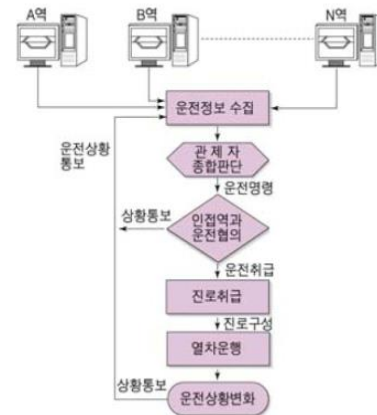 A역
B역
N역
운전정보 수집
운전상황
통보
관 제 자
종합판단
운전명령
상황통보
인접역과
운전협의
운전취급
진로취급
진로구성
열차운행
상황통보
운전상황변화